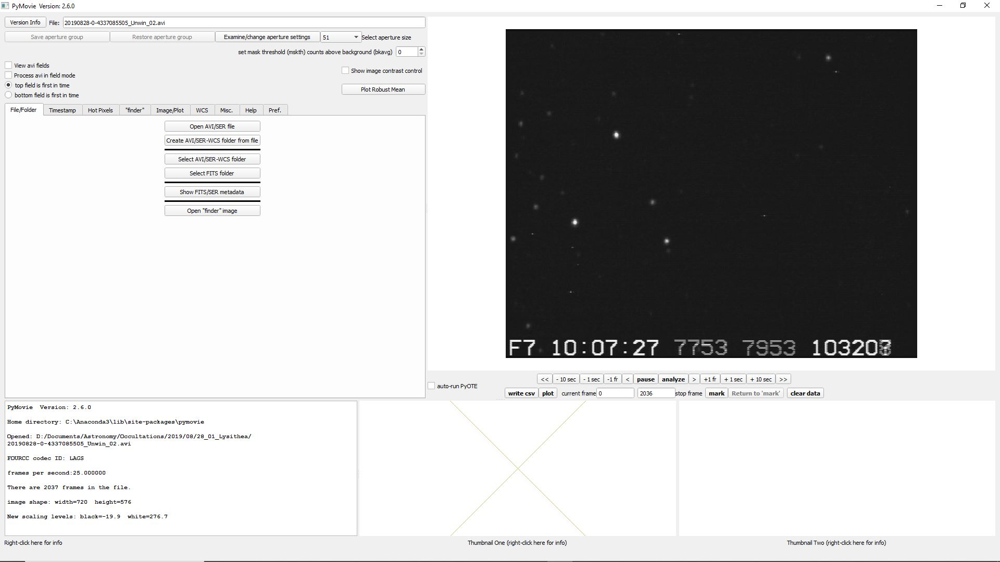 PyMovie Version: 2.6.0
Version Info File: 20190828-0-4337085505_Unwin_02.avi
Save aperture group Restore aperture group Examine/change aperture settings 51 Select aperture size
set mask threshold (mskth) counts above background (bkavg) 0
View avi fields
Show image contrast control
Process avi in field mode
top field is first in time
Plot Robust Mean
bottom field is first in time
File/Folder Timestamp Hot Pixels "finder" Image/Plot WCS Misc. Help Pref.
Open AVI/SER file
Create AVI/SER-WCS folder from file
Select AVI/SER-WCS folder
Select FITS folder
Show FITS/SER metadata
Open "finder" image
F7 10:07:27 7753 7953 10320
<< - 10 sec - 1 sec -1 fr < pause analyze > +1 fr + 1 sec + 10 sec >>
auto-run PyOTE
write csv plot current frame 0 2036 stop frame mark Return to 'mark' clear data
PyMovie Version: 2.6.0
Home directory: C:\Anaconda3\lib\site-packages\pymovie
Opened: D:/Documents/Astronomy/Occultations/2019/08/28_01_Lysithea/
20190828-0-4337085505_Unwin_02.avi
FOURCC codec ID: LAGS
frames per second:25.000000
There are 2037 frames in the file.
image shape: width=720 height=576
New scaling levels: black=-19.9 white=276.7
Right-click here for info
Thumbnail One (right-click here for info)
Thumbnail Two (right-click here for info)